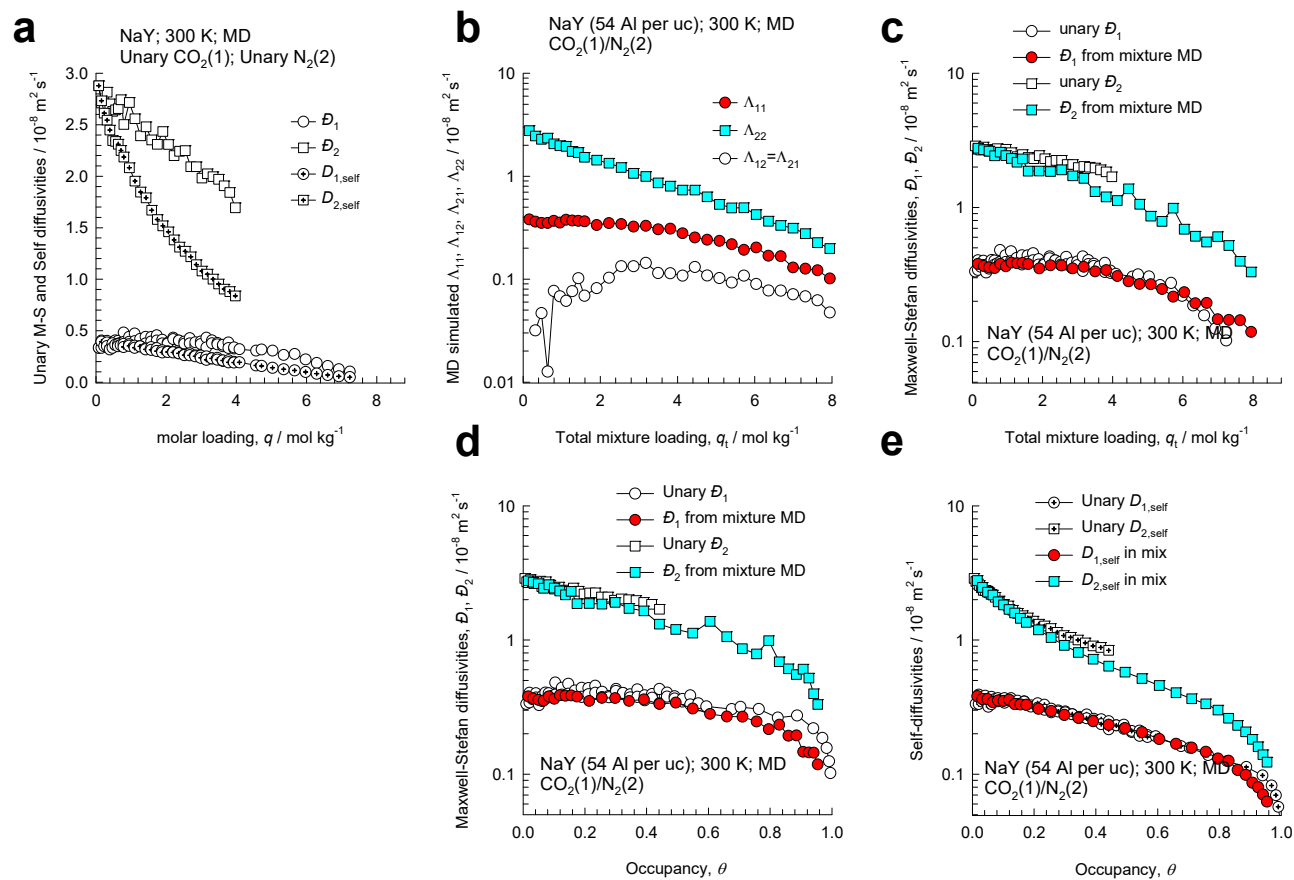 a
NaY; 300 K; MD
Unary CO2(1); Unary N2(2)
Unary M-S and Self diffusivities / 10-8 m2 s-1
3.0
2.5
2.0
1.5
1.0
0.5
0.0
Đ1
Đ2
D1,self
D2,self
0 2 4 6 8
molar loading, q / mol kg-1
b
NaY (54 Al per uc); 300 K; MD
CO2(1)/N2(2)
MD simulated Λ11, Λ12, Λ21, Λ22 / 10-8 m2 s-1
10
1
0.1
0.01
Λ11
Λ22
Λ12=Λ21
0 2 4 6 8
Total mixture loading, qt / mol kg-1
c
unary Đ1
Đ1 from mixture MD
unary Đ2
Đ2 from mixture MD
Maxwell-Stefan diffusivities, Đ1, Đ2 / 10-8 m2 s-1
10
1
0.1
NaY (54 Al per uc); 300 K; MD
CO2(1)/N2(2)
0 2 4 6 8
Total mixture loading, qt / mol kg-1
d
Unary Đ1
Đ1 from mixture MD
Unary Đ2
Đ2 from mixture MD
Maxwell-Stefan diffusivities, Đ1, Đ2 / 10-8 m2 s-1
10
1
0.1
NaY (54 Al per uc); 300 K; MD
CO2(1)/N2(2)
0.0 0.2 0.4 0.6 0.8 1.0
Occupancy, θ
e
Unary D1,self
Unary D2,self
D1,self in mix
D2,self in mix
Self-diffusivities / 10-8 m2 s-1
10
1
0.1
NaY (54 Al per uc); 300 K; MD
CO2(1)/N2(2)
0.0 0.2 0.4 0.6 0.8 1.0
Occupancy, θ